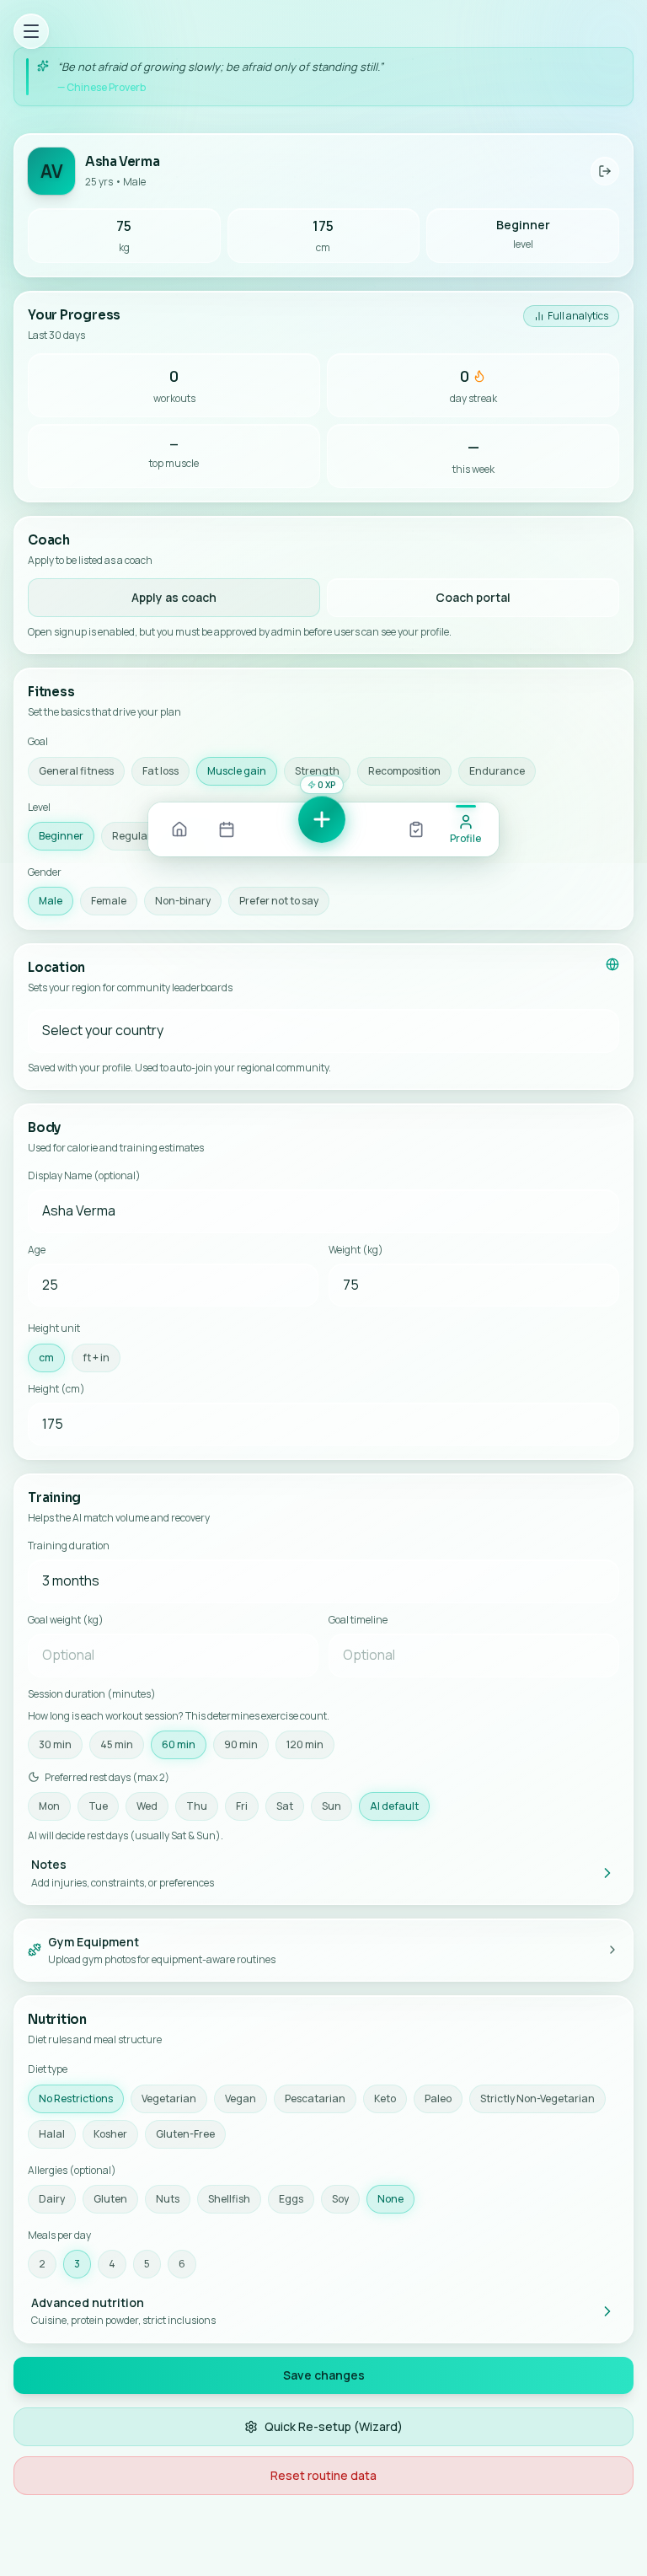 “Be not afraid of growing slowly; be afraid only of standing still.”
— Chinese Proverb
AV
Asha Verma
25 yrs • Male
75
kg
175
cm
Beginner
level
Your Progress
Full analytics
Last 30 days
0
workouts
0
day streak
—
top muscle
—
this week
Coach
Apply to be listed as a coach
Apply as coach
Coach portal
Open signup is enabled, but you must be approved by admin before users can see your profile.
Fitness
Set the basics that drive your plan
Goal
General fitness
Fat loss
Muscle gain
Strength
Recomposition
Endurance
0 XP
Level
Beginner
Profile
Gender
Male
Female
Non-binary
Prefer not to say
Location
Sets your region for community leaderboards
Select your country
Saved with your profile. Used to auto-join your regional community.
Body
Used for calorie and training estimates
Display Name (optional)
Asha Verma
Age
Weight (kg)
25
75
Height unit
cm
ft + in
Height (cm)
175
Training
Helps the AI match volume and recovery
Training duration
3 months
Goal weight (kg)
Goal timeline
Optional
Optional
Session duration (minutes)
How long is each workout session? This determines exercise count.
30 min
45 min
60 min
90 min
120 min
Preferred rest days (max 2)
Mon
Tue
Wed
Thu
Fri
Sat
Sun
AI default
AI will decide rest days (usually Sat & Sun).
Notes
Add injuries, constraints, or preferences
Gym Equipment
Upload gym photos for equipment-aware routines
Nutrition
Diet rules and meal structure
Diet type
No Restrictions
Vegetarian
Vegan
Pescatarian
Keto
Paleo
Strictly Non-Vegetarian
Halal
Kosher
Gluten-Free
Allergies (optional)
Dairy
Gluten
Nuts
Shellfish
Eggs
Soy
None
Meals per day
2
3
4
5
6
Advanced nutrition
Cuisine, protein powder, strict inclusions
Save changes
Quick Re-setup (Wizard)
Reset routine data